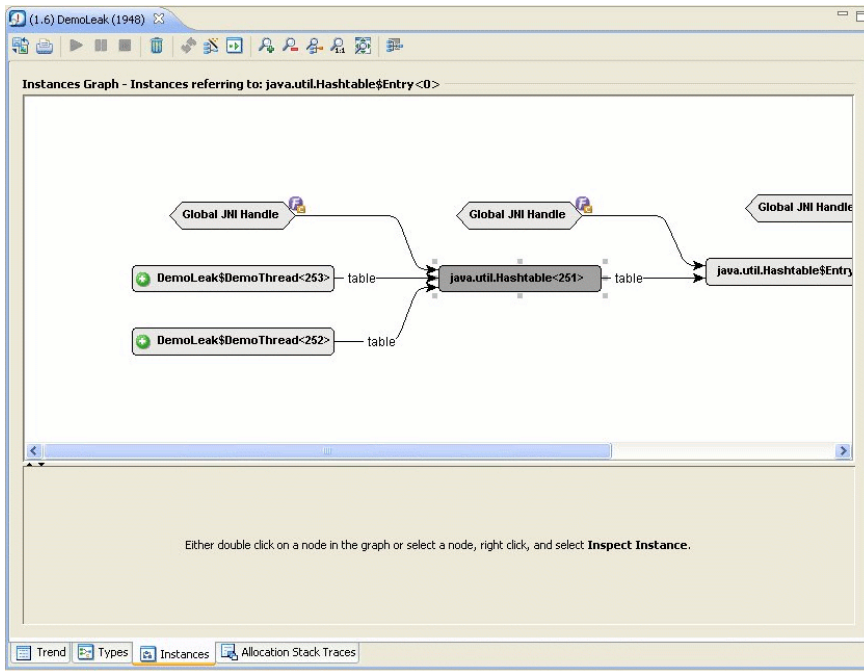 (1.6) DemoLeak (1948)
Instances Graph - Instances referring to: java.util.Hashtable$Entry<0>
Global JNI Handle
Global JNI Handle
Global JNI Handle
DemoLeak$DemoThread<253>
table
java.util.Hashtable<251>
table
java.util.Hashtable$Entry
DemoLeak$DemoThread<252>
table
Either double click on a node in the graph or select a node, right click, and select Inspect Instance.
Trend
Types
Instances
Allocation Stack Traces